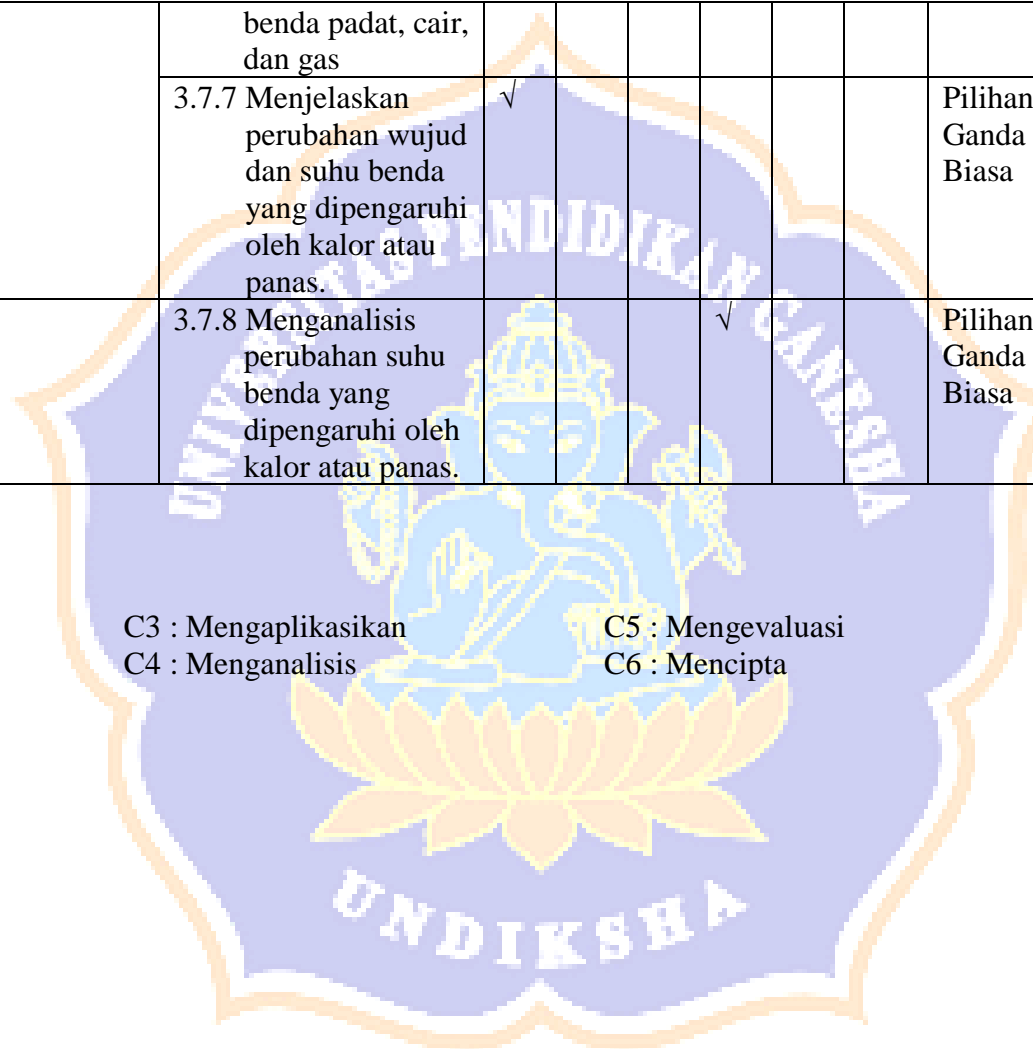 benda padat, cair,
dan gas
3.7.7 Menjelaskan √ Pilihan
perubahan wujud Ganda
dan suhu benda Biasa
yang dipengaruhi
oleh kalor atau
panas.
3.7.8 Menganalisis √ Pilihan
perubahan suhu Ganda
benda yang Biasa
dipengaruhi oleh
kalor atau panas.
C3 : Mengaplikasikan C5 : Mengevaluasi
C4 : Menganalisis C6 : Mencipta
UNIVERSITAS PENDIDIKAN GANESHA
UNDIKSHA